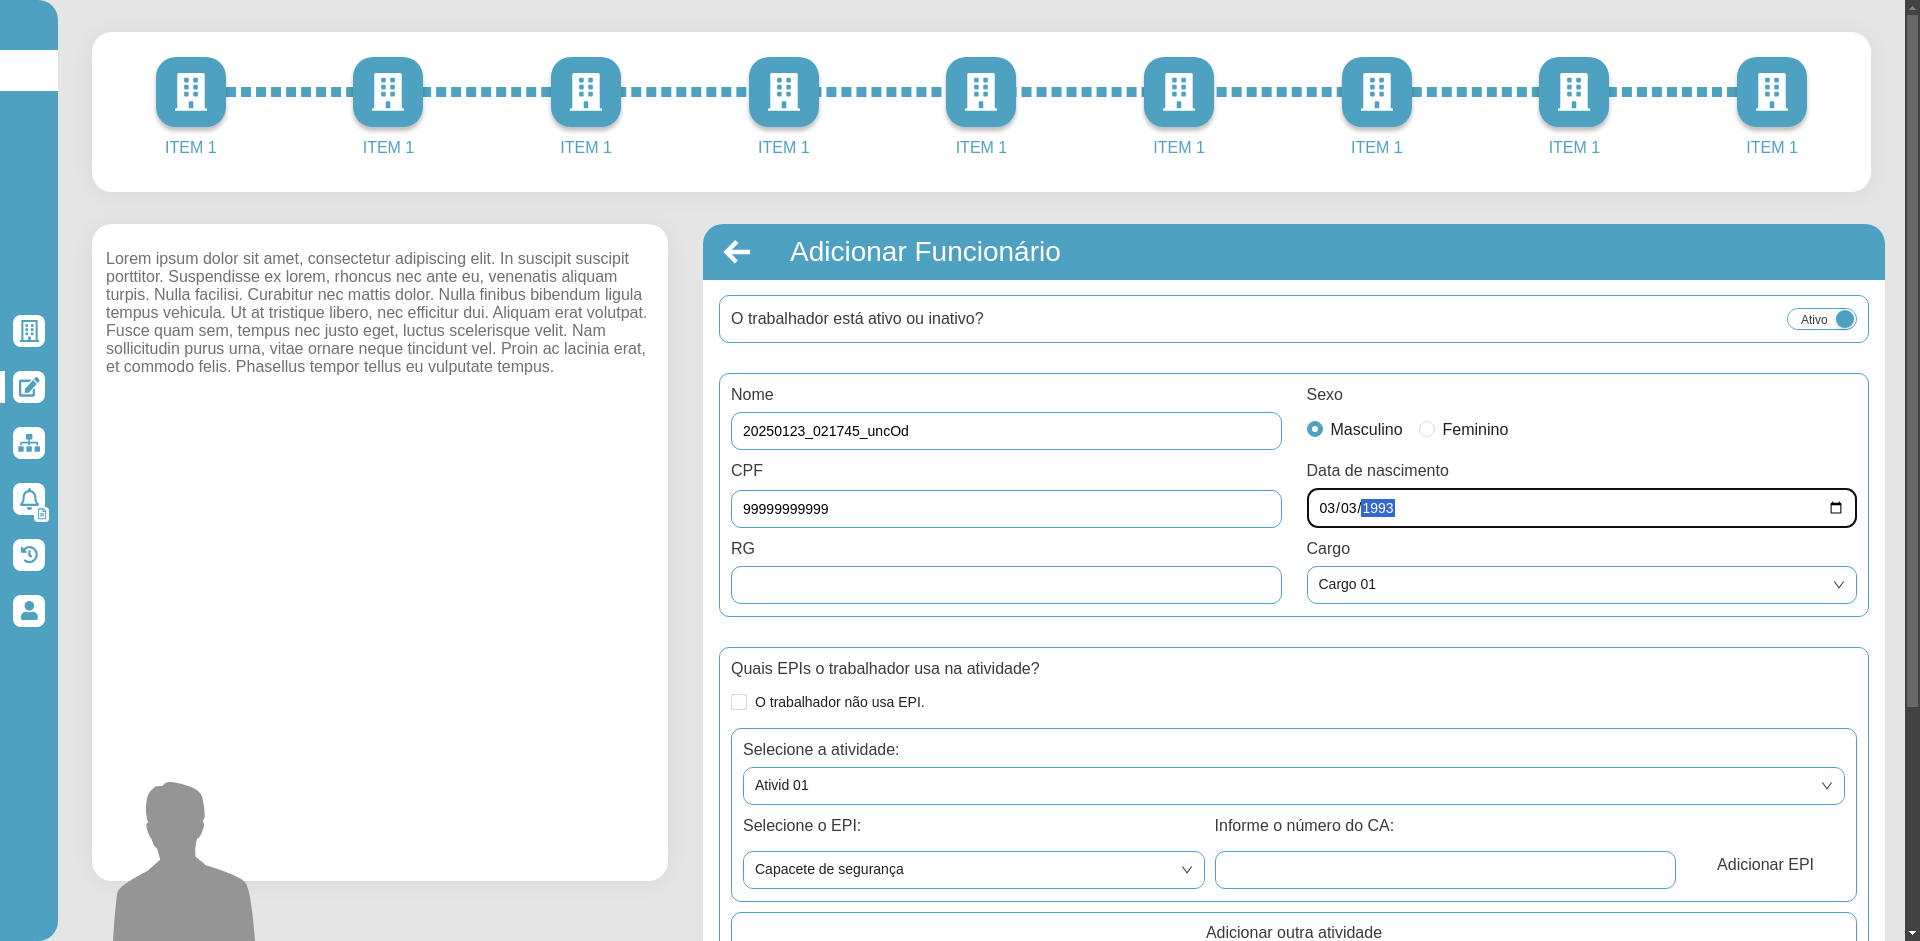 ITEM 1 ITEM 1 ITEM 1 ITEM 1 ITEM 1 ITEM 1 ITEM 1 ITEM 1 ITEM 1
Lorem ipsum dolor sit amet, consectetur adipiscing elit. In suscipit suscipit
porttitor. Suspendisse ex lorem, rhoncus nec ante eu, venenatis aliquam
turpis. Nulla facilisi. Curabitur nec mattis dolor. Nulla finibus bibendum ligula
tempus vehicula. Ut at tristique libero, nec efficitur dui. Aliquam erat volutpat.
Fusce quam sem, tempus nec justo eget, luctus scelerisque velit. Nam
sollicitudin purus urna, vitae ornare neque tincidunt vel. Proin ac lacinia erat,
et commodo felis. Phasellus tempor tellus eu vulputate tempus.
Adicionar Funcionário
O trabalhador está ativo ou inativo? Ativo
Nome Sexo
20250123_021745_uncOd Masculino Feminino
CPF Data de nascimento
99999999999 03/03/1993
RG Cargo
Cargo 01
Quais EPIs o trabalhador usa na atividade?
O trabalhador não usa EPI.
Selecione a atividade:
Ativid 01
Selecione o EPI: Informe o número do CA:
Capacete de segurança Adicionar EPI
Adicionar outra atividade